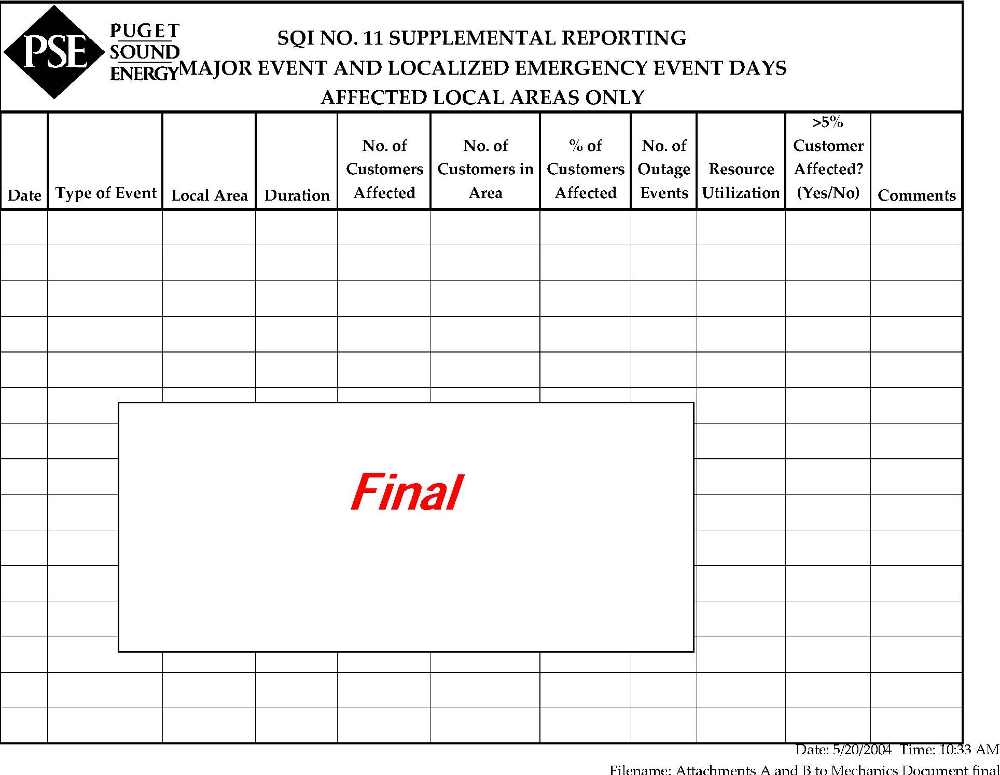 PSE
PUGET
SOUND
ENERGY
SQI NO. 11 SUPPLEMENTAL REPORTING
MAJOR EVENT AND LOCALIZED EMERGENCY EVENT DAYS
AFFECTED LOCAL AREAS ONLY
Date
Type of Event
Local Area
Duration
No. of
Customers
Affected
No. of
Customers in
Area
% of
Customers
Affected
No. of
Outage
Events
Resource
Utilization
>5%
Customer
Affected?
(Yes/No)
Comments
Final
Date: 5/20/2004 Time: 10:33 AM
Filename: Attachments A and B to Mechanics Document final